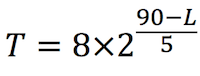 T = 8×2^((90−L)/5)